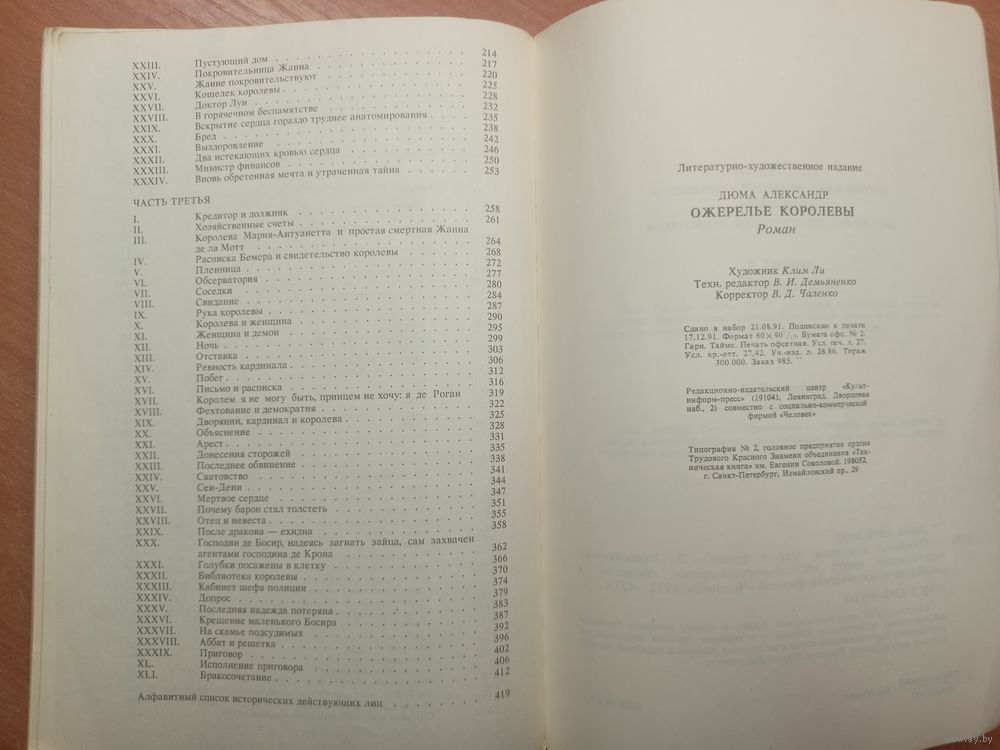 XXIII. Пустующий дом . . . 214
XXIV. Покровительница Жанна . . . 217
XXV. Жанне покровительствуют . . . 220
XXVI. Кошелек королевы . . . 225
XXVII. Доктор Луи . . . 228
XXVIII. В горячечном беспамятстве . . . 232
XXIX. Вскрытие сердца гораздо труднее анатомирования . . . 235
XXX. Бред . . . 238
XXXI. Выздоровление . . . 242
XXXII. Два истекающих кровью сердца . . . 246
XXXIII. Министр финансов . . . 250
XXXIV. Вновь обретенная мечта и утраченная тайна . . . 253
ЧАСТЬ ТРЕТЬЯ
I. Кредитор и должник . . . 258
II. Хозяйственные счеты . . . 261
III. Королева Мария-Антуанетта и простая смертная Жанна
де ла Мотт . . . 264
IV. Расписка Бемера и свидетельство королевы . . . 268
V. Пленница . . . 272
VI. Обсерватория . . . 277
VII. Соседки . . . 280
VIII. Свидание . . . 284
IX. Рука королевы . . . 287
X. Королева и женщина . . . 290
XI. Женщина и демон . . . 295
XII. Ночь . . . 299
XIII. Отставка . . . 303
XIV. Ревность кардинала . . . 306
XV. Побег . . . 312
XVI. Письмо и расписка . . . 316
XVII. Королем я не могу быть, принцем не хочу: я де Роган 319
XVIII. Фехтование и демократия . . . 322
XIX. Дворянин, кардинал и королева . . . 325
XX. Объяснение . . . 328
XXI. Арест . . . 331
XXII. Донесения сторожей . . . 335
XXIII. Последнее обвинение . . . 338
XXIV. Сватовство . . . 341
XXV. Сен-Дени . . . 344
XXVI. Мертвое сердце . . . 347
XXVII. Почему барон стал толстеть . . . 351
XXVIII. Отец и невеста . . . 355
XXIX. После дракона — ехидна . . . 358
XXX. Господин де Босир, надеясь загнать зайца, сам захвачен
агентами господина де Крона . . . 362
XXXI. Голубки посажены в клетку . . . 366
XXXII. Библиотека королевы . . . 370
XXXIII. Кабинет шефа полиции . . . 374
XXXIV. Допрос . . . 379
XXXV. Последняя надежда потеряна . . . 383
XXXVI. Крещение маленького Босира . . . 387
XXXVII. На скамье подсудимых . . . 392
XXXVIII. Аббат и решетка . . . 396
XXXIX. Приговор . . . 402
XL. Исполнение приговора . . . 406
XLI. Бракосочетание . . . 412
Алфавитный список исторических действующих лиц . . . 419
Литературно-художественное издание
ДЮМА АЛЕКСАНДР
ОЖЕРЕЛЬЕ КОРОЛЕВЫ
Роман
Художник Клим Ли
Техн. редактор В. И. Демьяненко
Корректор В. Д. Чаленко
Сдано в набор 21.08.91. Подписано к печати
17.12.91. Формат 60×90 Бумага офс. № 2.
Гарн. Таймс. Печать офсетная. Усл. печ. л. 27.
Усл. кр.-отт. 27,42. Уч.-изд. л. 28,86. Тираж
300 000. Заказ 985.
Редакционно-издательский центр «Культ-
информ-пресс» (191041, Ленинград, Дворцовая
наб., 2) совместно с социально-коммерческой
фирмой «Человек»
Типография № 2, головное предприятие ордена
Трудового Красного Знамени объединения «Тех-
ническая книга» им. Евгении Соколовой. 198052,
г. Санкт-Петербург, Измайловский пр., 29
www.ay.by